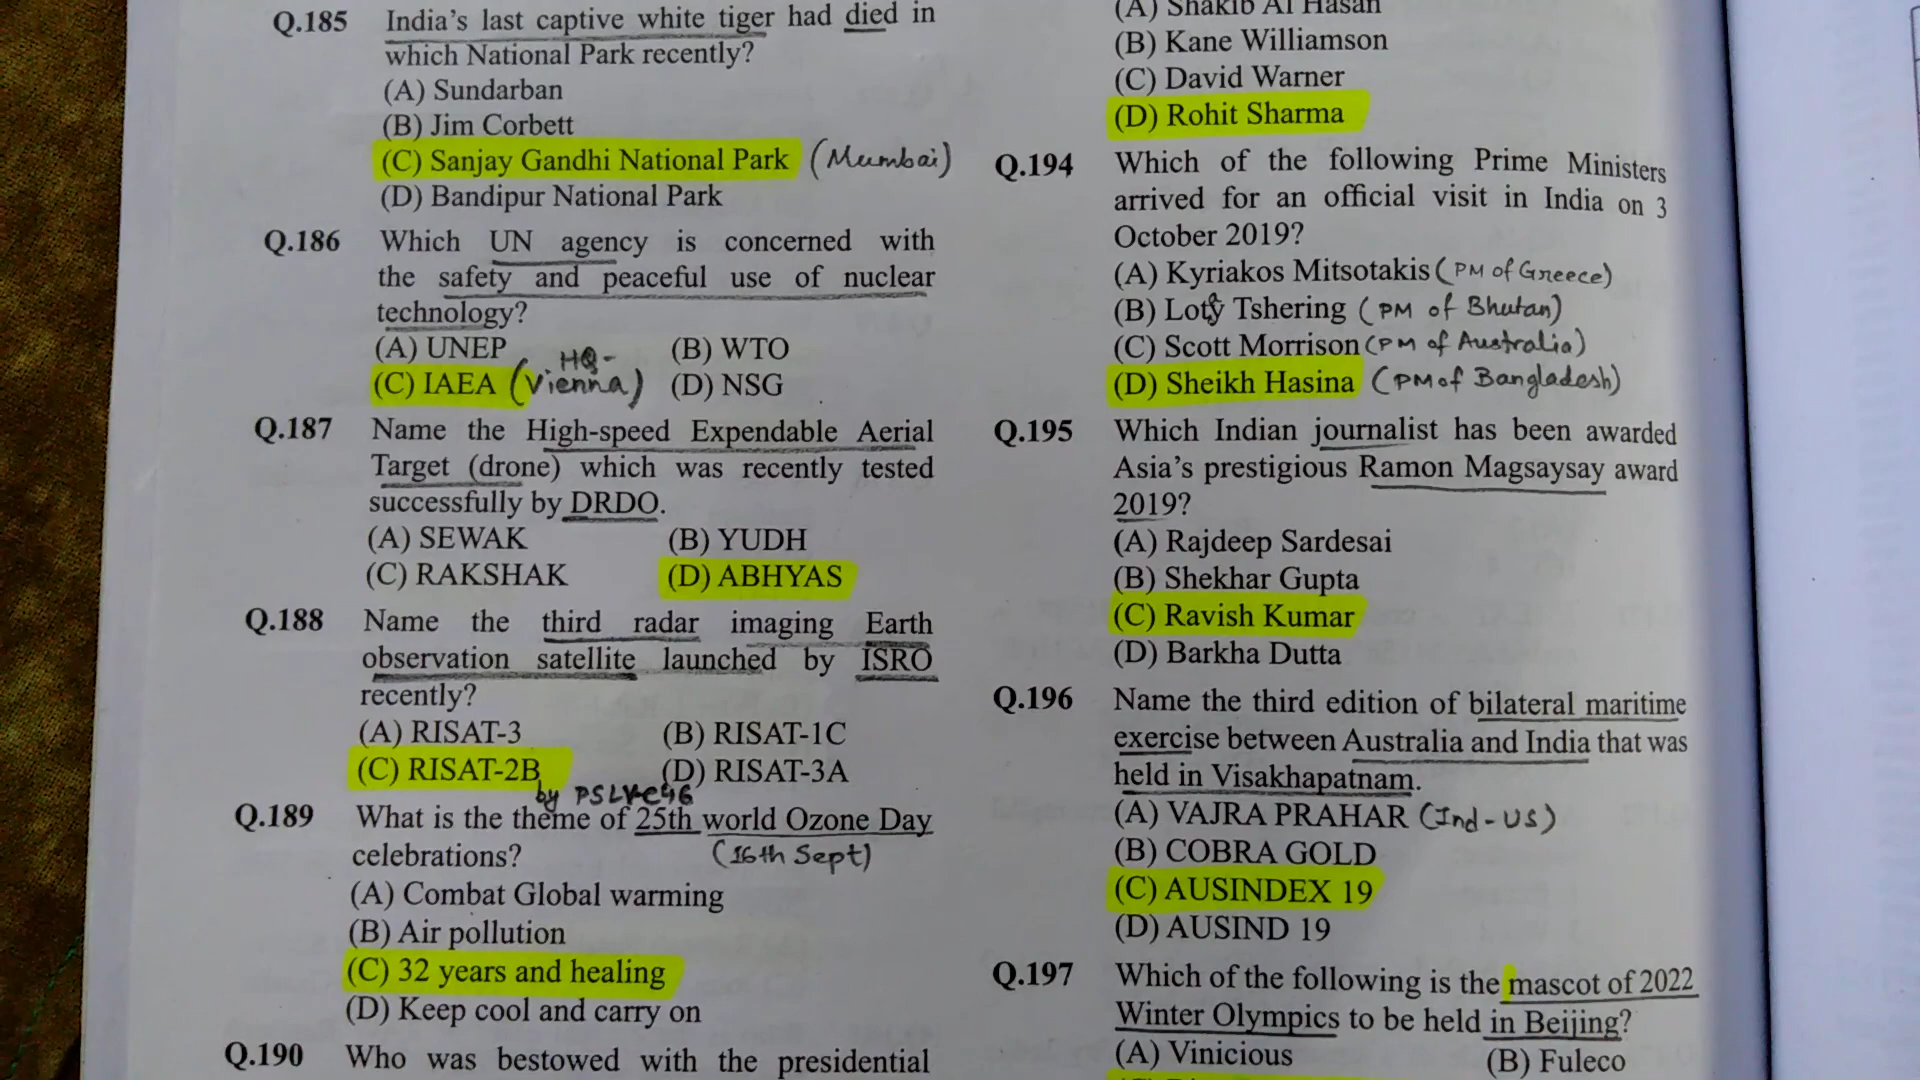 Q.185 India's last captive white tiger had died in
which National Park recently?
(A) Sundarban
(B) Jim Corbett
(C) Sanjay Gandhi National Park (Mumbai)
(D) Bandipur National Park
Q.186 Which UN agency is concerned with
the safety and peaceful use of nuclear
technology?
(A) UNEP (B) WTO
HQ-
(C) IAEA (Vienna) (D) NSG
Q.187 Name the High-speed Expendable Aerial
Target (drone) which was recently tested
successfully by DRDO.
(A) SEWAK (B) YUDH
(C) RAKSHAK (D) ABHYAS
Q.188 Name the third radar imaging Earth
observation satellite launched by ISRO
recently?
(A) RISAT-3 (B) RISAT-1C
(C) RISAT-2B (D) RISAT-3A
by PSLV-C46
Q.189 What is the theme of 25th world Ozone Day
celebrations? (16th Sept)
(A) Combat Global warming
(B) Air pollution
(C) 32 years and healing
(D) Keep cool and carry on
Q.190 Who was bestowed with the presidential
(A) Shakib Al Hasan
(B) Kane Williamson
(C) David Warner
(D) Rohit Sharma
Q.194 Which of the following Prime Ministers
arrived for an official visit in India on 3
October 2019?
(A) Kyriakos Mitsotakis (PM of Greece)
(B) Loty Tshering (PM of Bhutan)
(C) Scott Morrison (PM of Australia)
(D) Sheikh Hasina (PM of Bangladesh)
Q.195 Which Indian journalist has been awarded
Asia's prestigious Ramon Magsaysay award
2019?
(A) Rajdeep Sardesai
(B) Shekhar Gupta
(C) Ravish Kumar
(D) Barkha Dutta
Q.196 Name the third edition of bilateral maritime
exercise between Australia and India that was
held in Visakhapatnam.
(A) VAJRA PRAHAR (Ind-US)
(B) COBRA GOLD
(C) AUSINDEX 19
(D) AUSIND 19
Q.197 Which of the following is the mascot of 2022
Winter Olympics to be held in Beijing?
(A) Vinicious (B) Fuleco